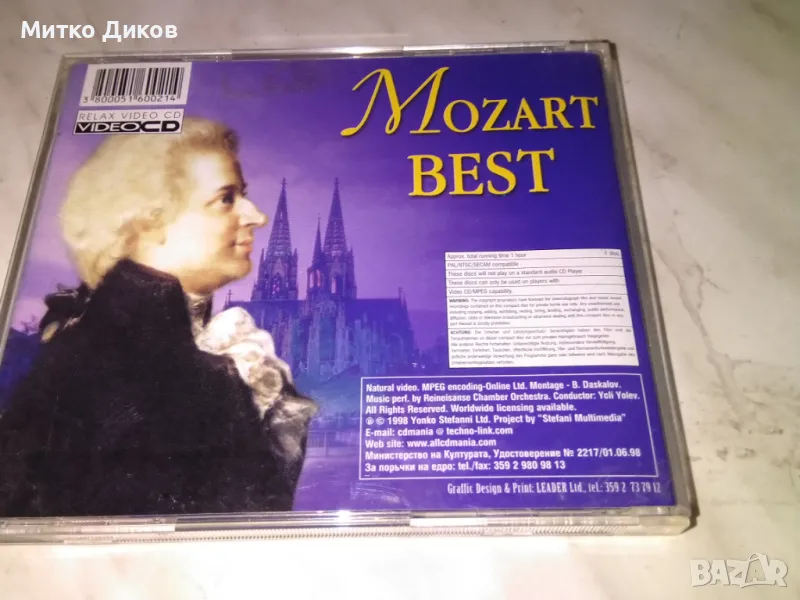 Митко Диков
3 800051 600214
RELAX VIDEO CD
VIDEO CD
MOZART
BEST
Approx. total running time 1 hour 1 disc
PAL/NTSC/SECAM compatible
These discs will not play on a standard audio CD Player
These discs can only be used on players with
Video CD/MPEG capability.
Natural video. MPEG encoding-Online Ltd. Montage - B. Daskalov.
Music perf. by Reineisanse Chamber Orchestra. Conductor: Yoli Yolev.
All Rights Reserved. Worldwide licensing available.
℗ © 1998 Yonko Stefanni Ltd. Project by "Stefani Multimedia"
E-mail: cdmania @ techno-link.com
Web site: www.allcdmania.com
Министерство на Културата, Удостоверение № 2217/01.06.98
За поръчки на едро: tel./fax: 359 2 980 98 13
Graffic Design & Print: LEADER Ltd., tel.: 359 2 73 79 12
BAZAR